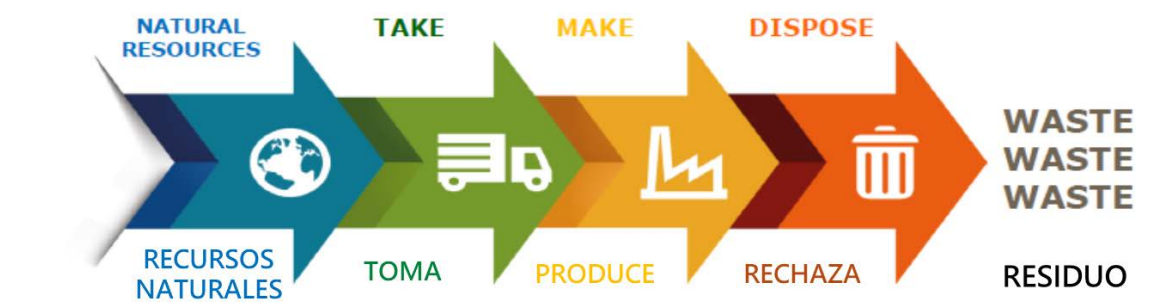 NATURAL
RESOURCES
TAKE
MAKE
DISPOSE
WASTE
WASTE
WASTE
RECURSOS
NATURALES
TOMA
PRODUCE
RECHAZA
RESIDUO